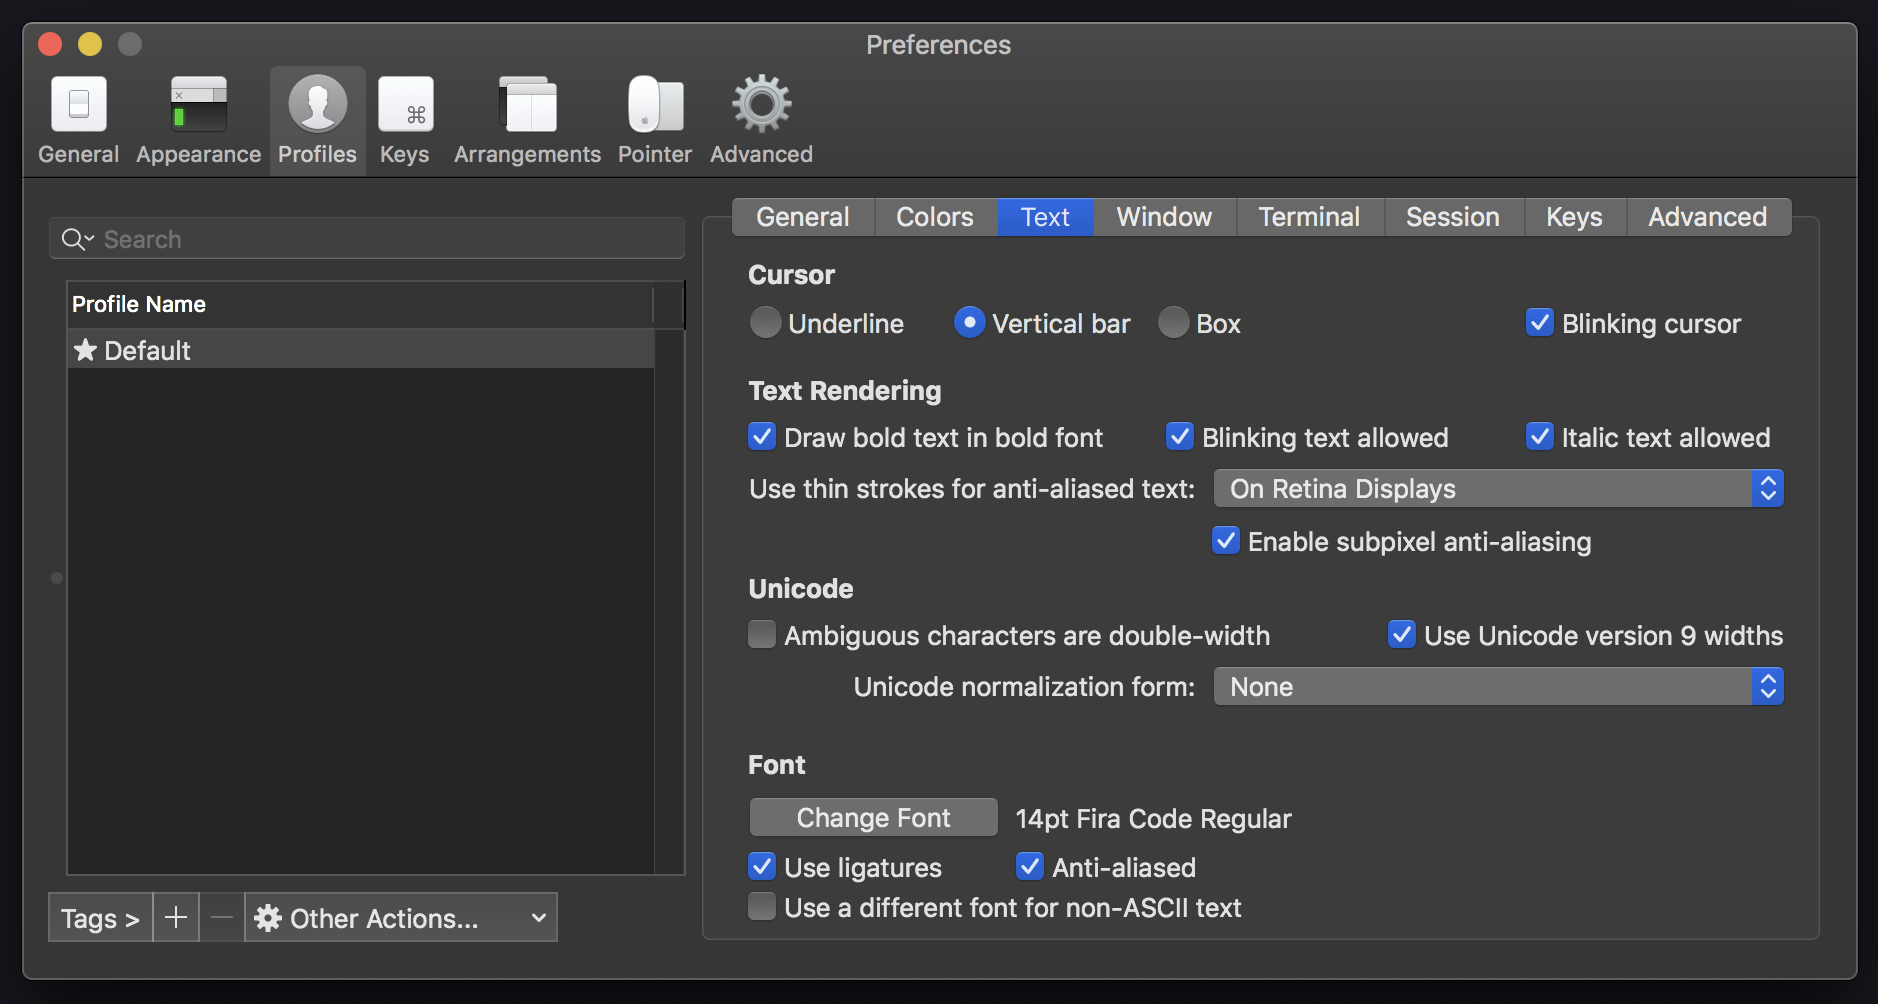 Preferences
General Appearance Profiles Keys Arrangements Pointer Advanced
Search
Profile Name
★ Default
Tags > + − Other Actions...
General Colors Text Window Terminal Session Keys Advanced
Cursor
Underline Vertical bar Box Blinking cursor
Text Rendering
Draw bold text in bold font Blinking text allowed Italic text allowed
Use thin strokes for anti-aliased text: On Retina Displays
Enable subpixel anti-aliasing
Unicode
Ambiguous characters are double-width Use Unicode version 9 widths
Unicode normalization form: None
Font
Change Font 14pt Fira Code Regular
Use ligatures Anti-aliased
Use a different font for non-ASCII text